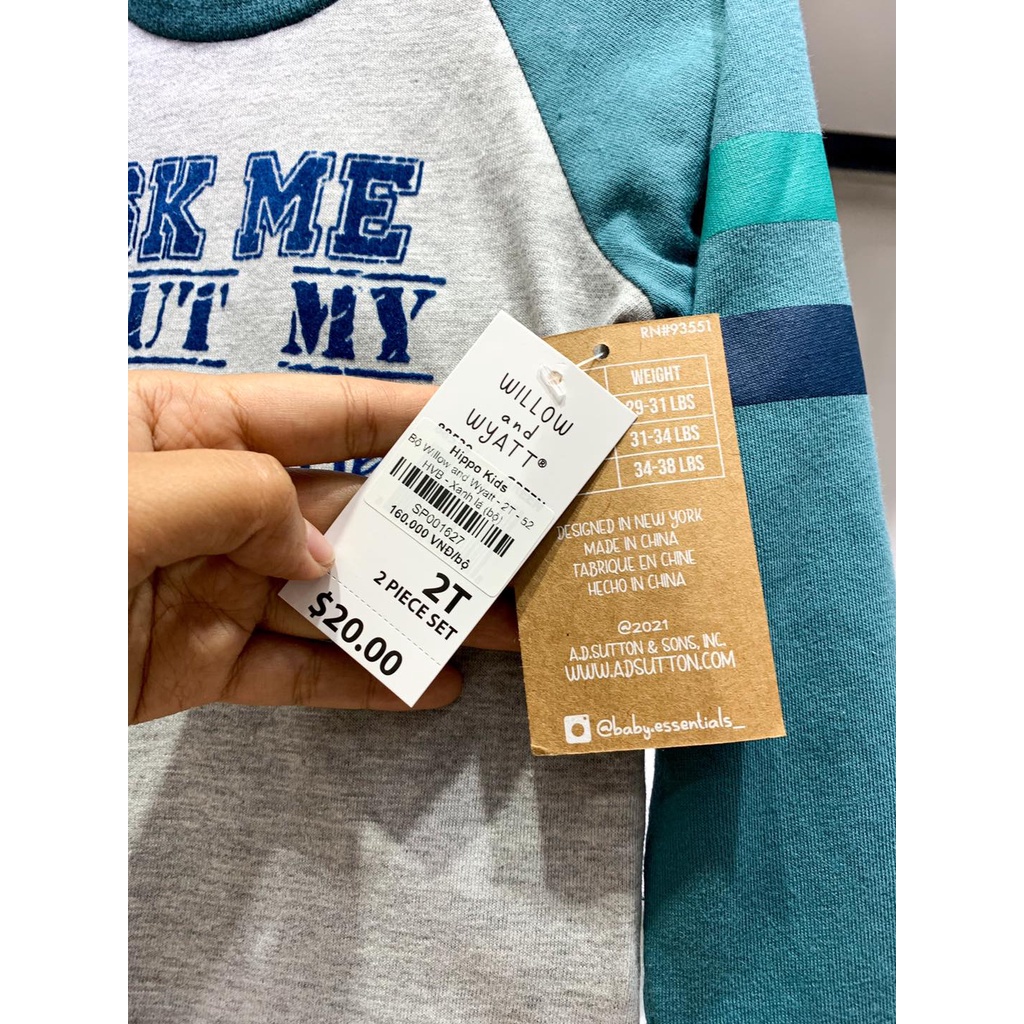 SK ME
UT MY
WILLOW
and
WYATT®
Hippo Kids
Bộ Willow and Wyatt - 2T - 52
HVB - Xanh lá (bộ)
SP001627
160.000 VNĐ/bộ
2T
2 PIECE SET
$20.00
RN#93551
WEIGHT
29-31 LBS
31-34 LBS
34-38 LBS
DESIGNED IN NEW YORK
MADE IN CHINA
FABRIQUE EN CHINE
HECHO IN CHINA
@2021
A.D.SUTTON & SONS, INC.
WWW.ADSUTTON.COM
@baby.essentials_